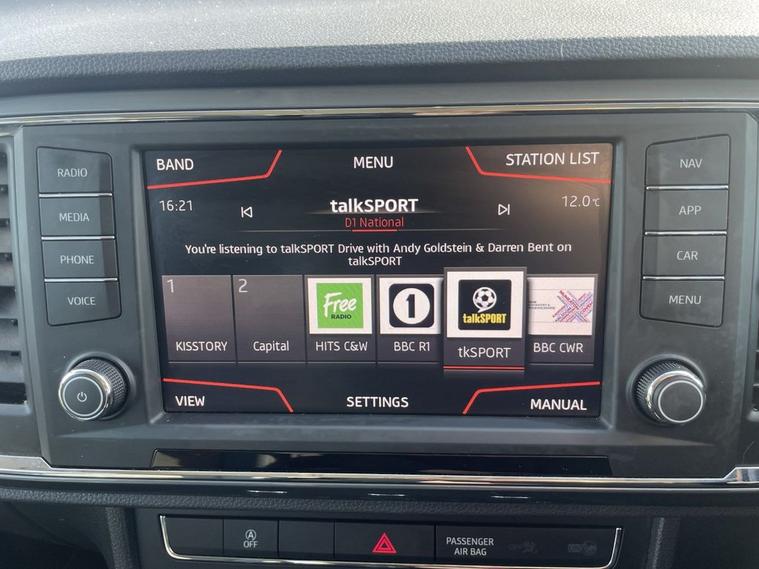 BAND
MENU
STATION LIST
RADIO
NAV
16:21
talkSPORT
12.0 °C
D1 National
MEDIA
APP
You're listening to talkSPORT Drive with Andy Goldstein & Darren Bent on
talkSPORT
PHONE
CAR
VOICE
MENU
1
2
Free
RADIO
1
talkSPORT
KISSTORY
Capital
HITS C&W
BBC R1
tkSPORT
BBC CWR
VIEW
SETTINGS
MANUAL
A
OFF
PASSENGER
AIR BAG